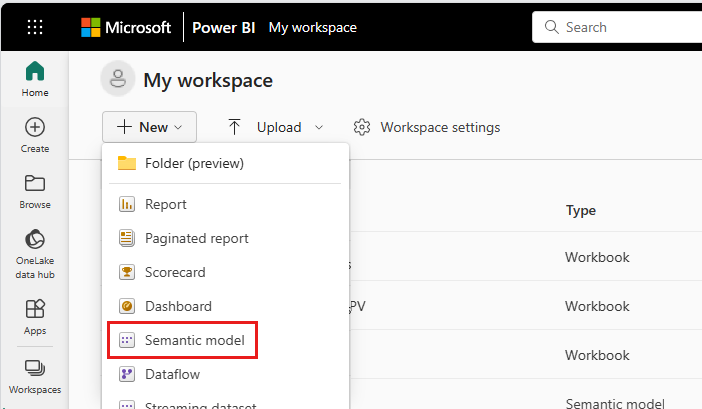 Microsoft Power BI My workspace Search
Home
Create
Browse
OneLake
data hub
Apps
Workspaces
My workspace
New Upload Workspace settings
Folder (preview)
Report
Paginated report
Scorecard
Dashboard
Semantic model
Dataflow
Streaming dataset
Type
s Workbook
PV Workbook
Workbook
Semantic model